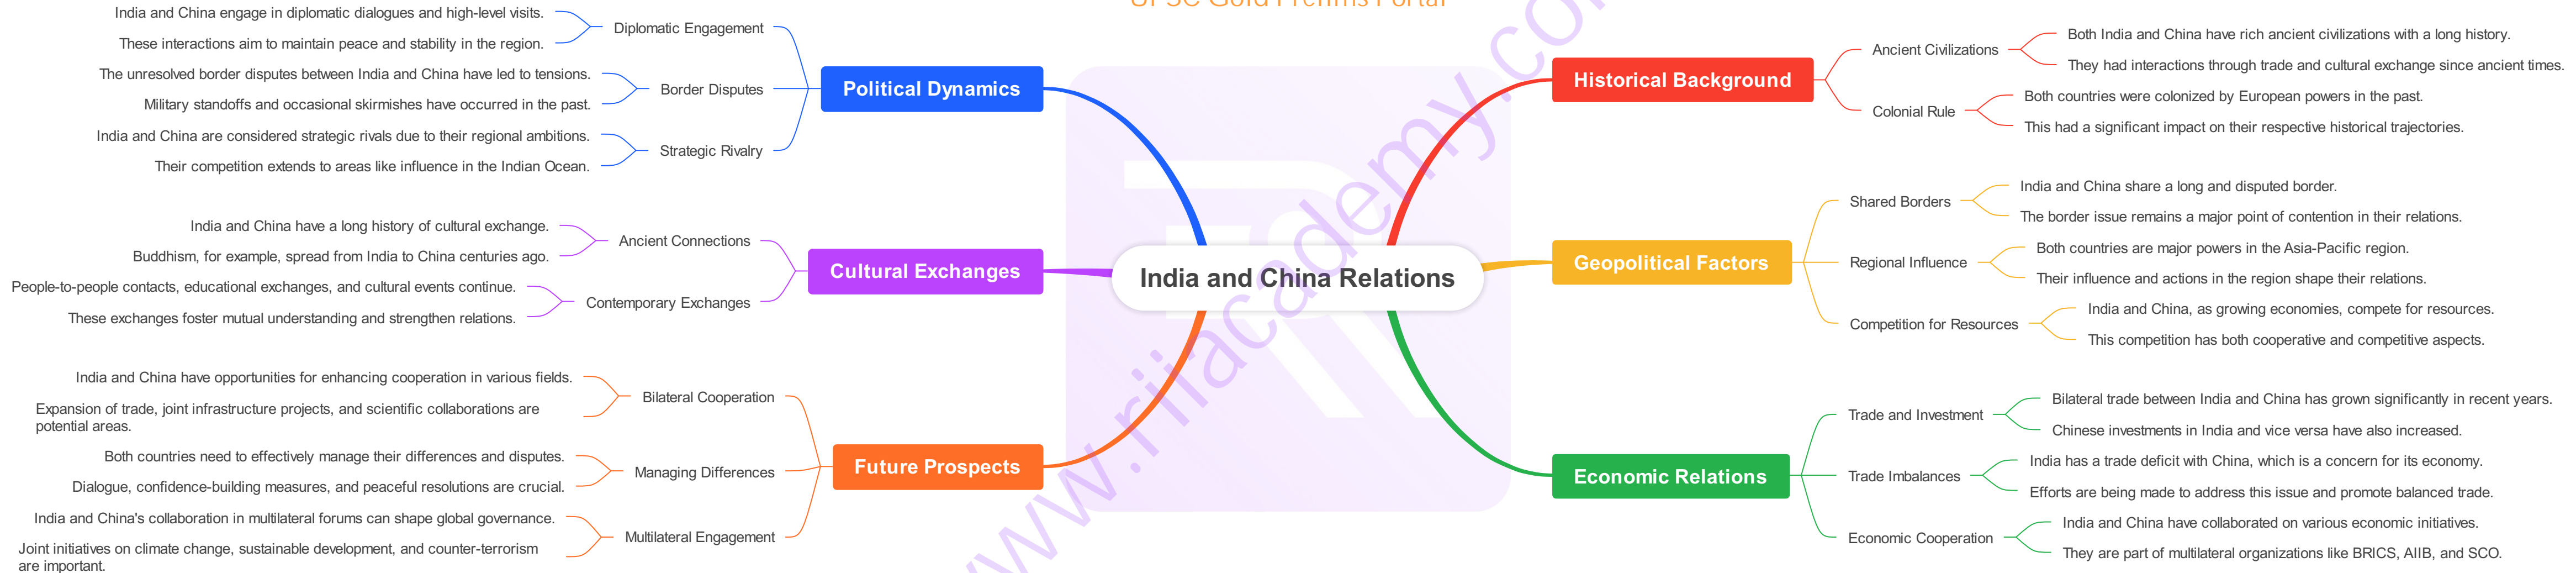 UPSC Gold Prelims Portal
India and China Relations
Historical Background
Ancient Civilizations
Both India and China have rich ancient civilizations with a long history.
They had interactions through trade and cultural exchange since ancient times.
Colonial Rule
Both countries were colonized by European powers in the past.
This had a significant impact on their respective historical trajectories.
Geopolitical Factors
Shared Borders
India and China share a long and disputed border.
The border issue remains a major point of contention in their relations.
Regional Influence
Both countries are major powers in the Asia-Pacific region.
Their influence and actions in the region shape their relations.
Competition for Resources
India and China, as growing economies, compete for resources.
This competition has both cooperative and competitive aspects.
Economic Relations
Trade and Investment
Bilateral trade between India and China has grown significantly in recent years.
Chinese investments in India and vice versa have also increased.
Trade Imbalances
India has a trade deficit with China, which is a concern for its economy.
Efforts are being made to address this issue and promote balanced trade.
Economic Cooperation
India and China have collaborated on various economic initiatives.
They are part of multilateral organizations like BRICS, AIIB, and SCO.
Political Dynamics
Diplomatic Engagement
India and China engage in diplomatic dialogues and high-level visits.
These interactions aim to maintain peace and stability in the region.
Border Disputes
The unresolved border disputes between India and China have led to tensions.
Military standoffs and occasional skirmishes have occurred in the past.
Strategic Rivalry
India and China are considered strategic rivals due to their regional ambitions.
Their competition extends to areas like influence in the Indian Ocean.
Cultural Exchanges
Ancient Connections
India and China have a long history of cultural exchange.
Buddhism, for example, spread from India to China centuries ago.
Contemporary Exchanges
People-to-people contacts, educational exchanges, and cultural events continue.
These exchanges foster mutual understanding and strengthen relations.
Future Prospects
Bilateral Cooperation
India and China have opportunities for enhancing cooperation in various fields.
Expansion of trade, joint infrastructure projects, and scientific collaborations are
potential areas.
Managing Differences
Both countries need to effectively manage their differences and disputes.
Dialogue, confidence-building measures, and peaceful resolutions are crucial.
Multilateral Engagement
India and China's collaboration in multilateral forums can shape global governance.
Joint initiatives on climate change, sustainable development, and counter-terrorism
are important.